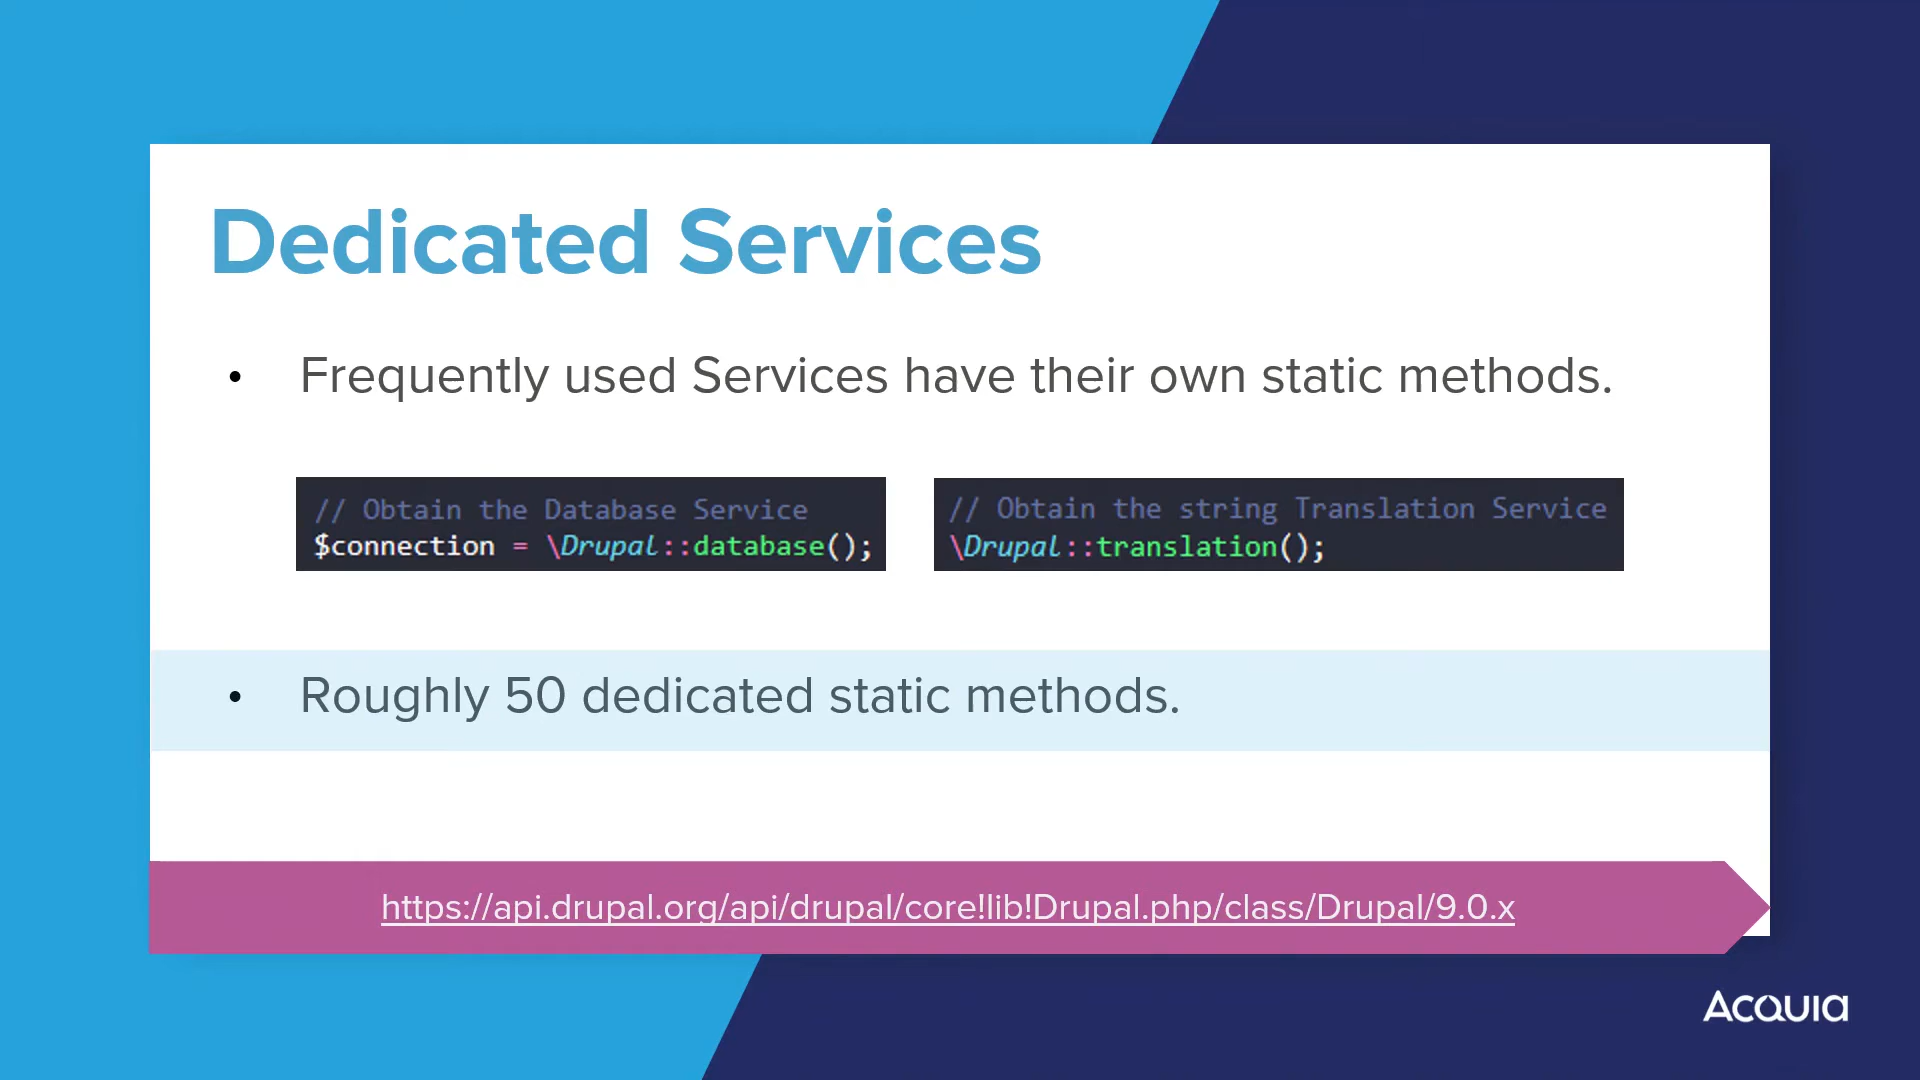 Dedicated Services
• Frequently used Services have their own static methods.
// Obtain the Database Service
$connection = \Drupal::database();
// Obtain the string Translation Service
\Drupal::translation();
• Roughly 50 dedicated static methods.
https://api.drupal.org/api/drupal/core!lib!Drupal.php/class/Drupal/9.0.x
Acquia